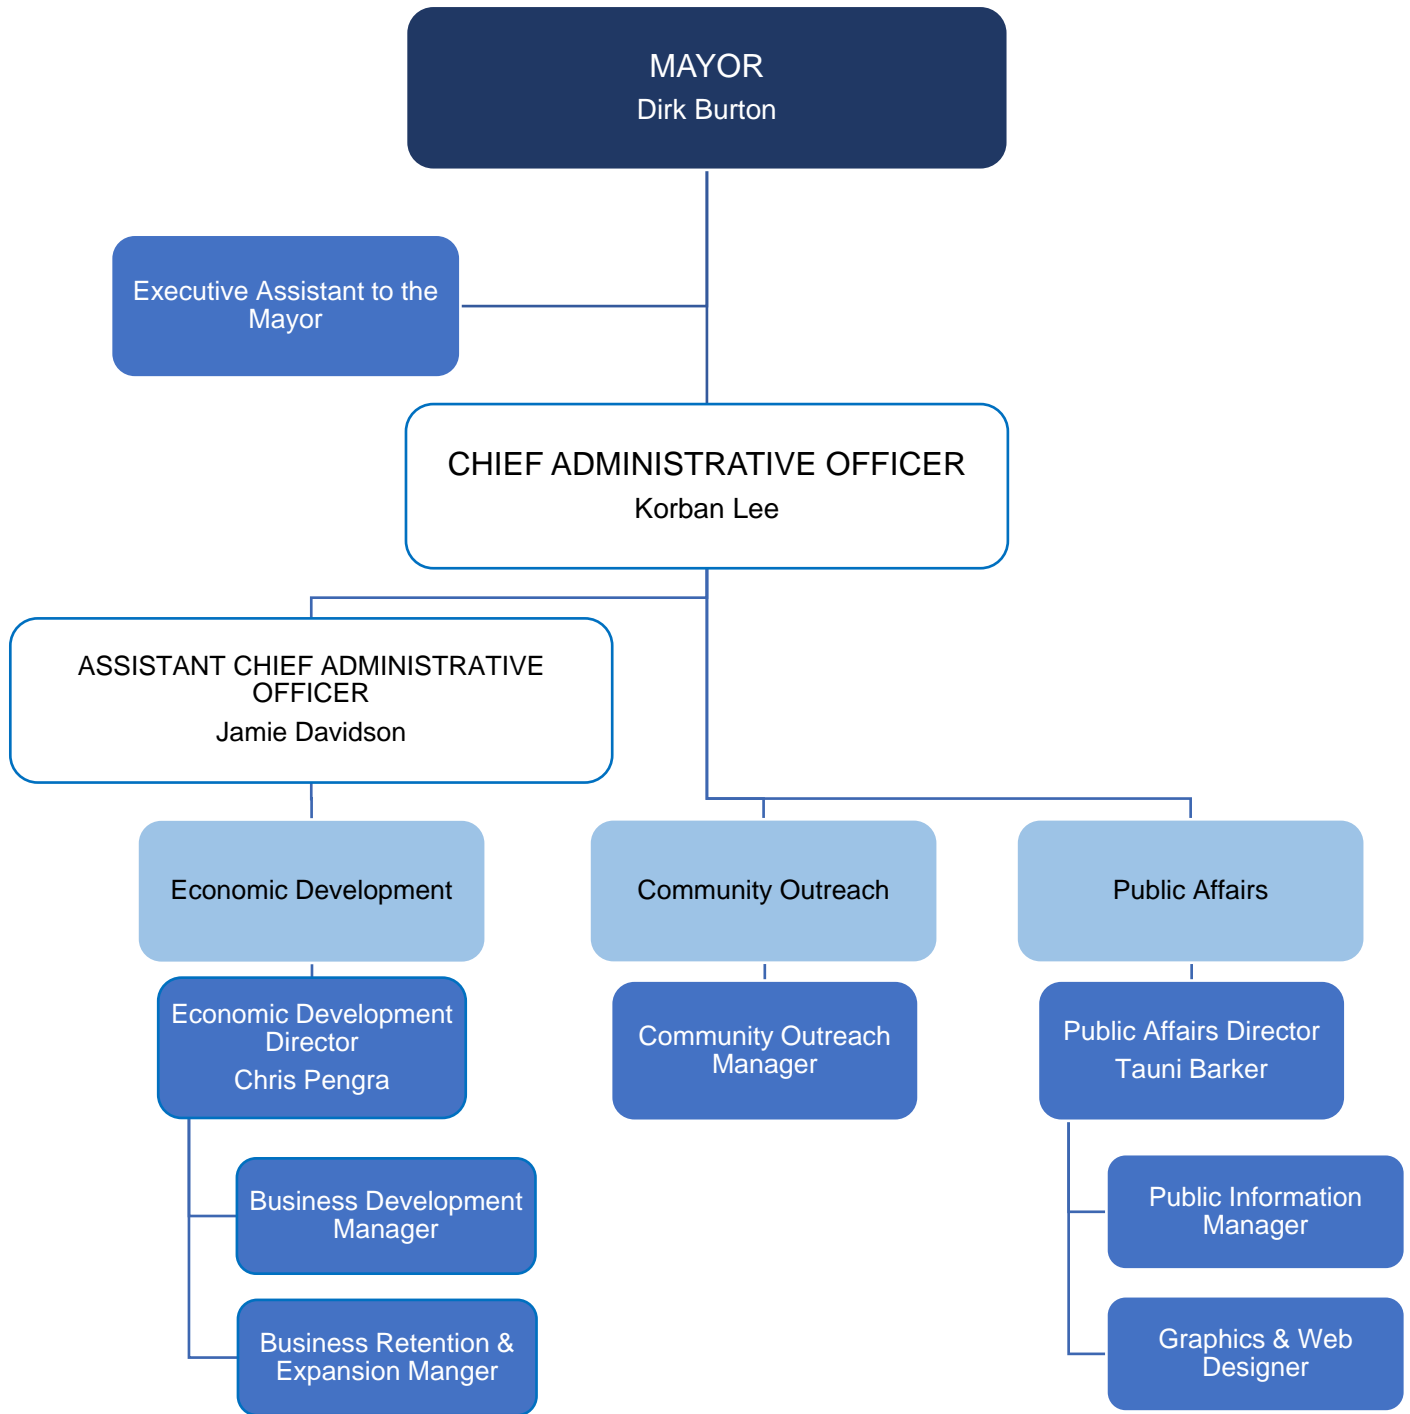 MAYOR
Dirk Burton
Executive Assistant to the
Mayor
CHIEF ADMINISTRATIVE OFFICER
Korban Lee
ASSISTANT CHIEF ADMINISTRATIVE
OFFICER
Jamie Davidson
Economic Development
Community Outreach
Public Affairs
Economic Development
Director
Chris Pengra
Community Outreach
Manager
Public Affairs Director
Tauni Barker
Business Development
Manager
Public Information
Manager
Business Retention &
Expansion Manger
Graphics & Web
Designer